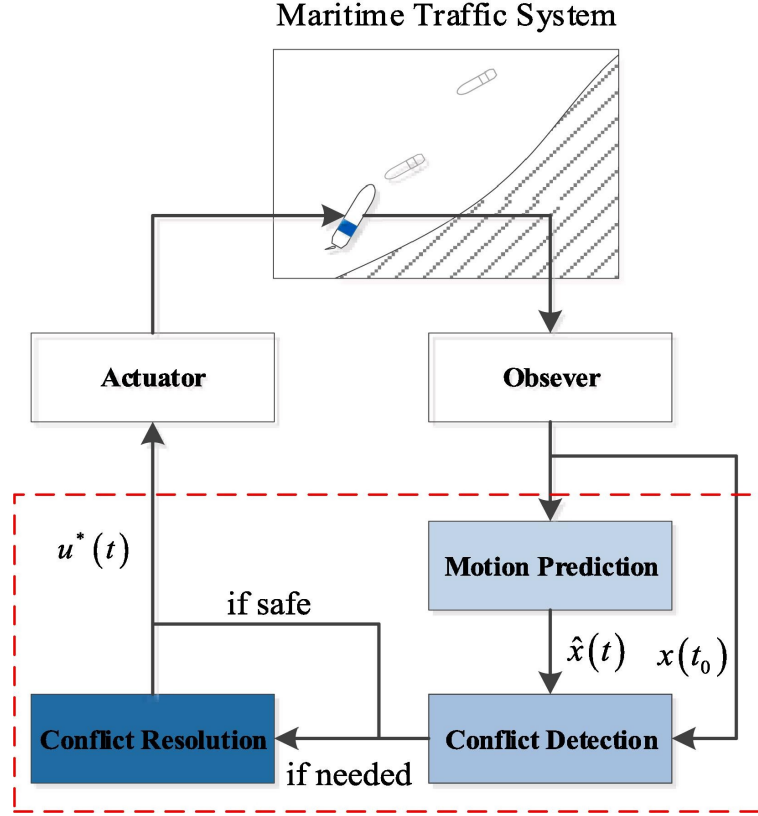 Maritime Traffic System
Actuator
Obsever
Motion Prediction
u*(t)
if safe
x̂(t)
x(t₀)
Conflict Resolution
Conflict Detection
if needed